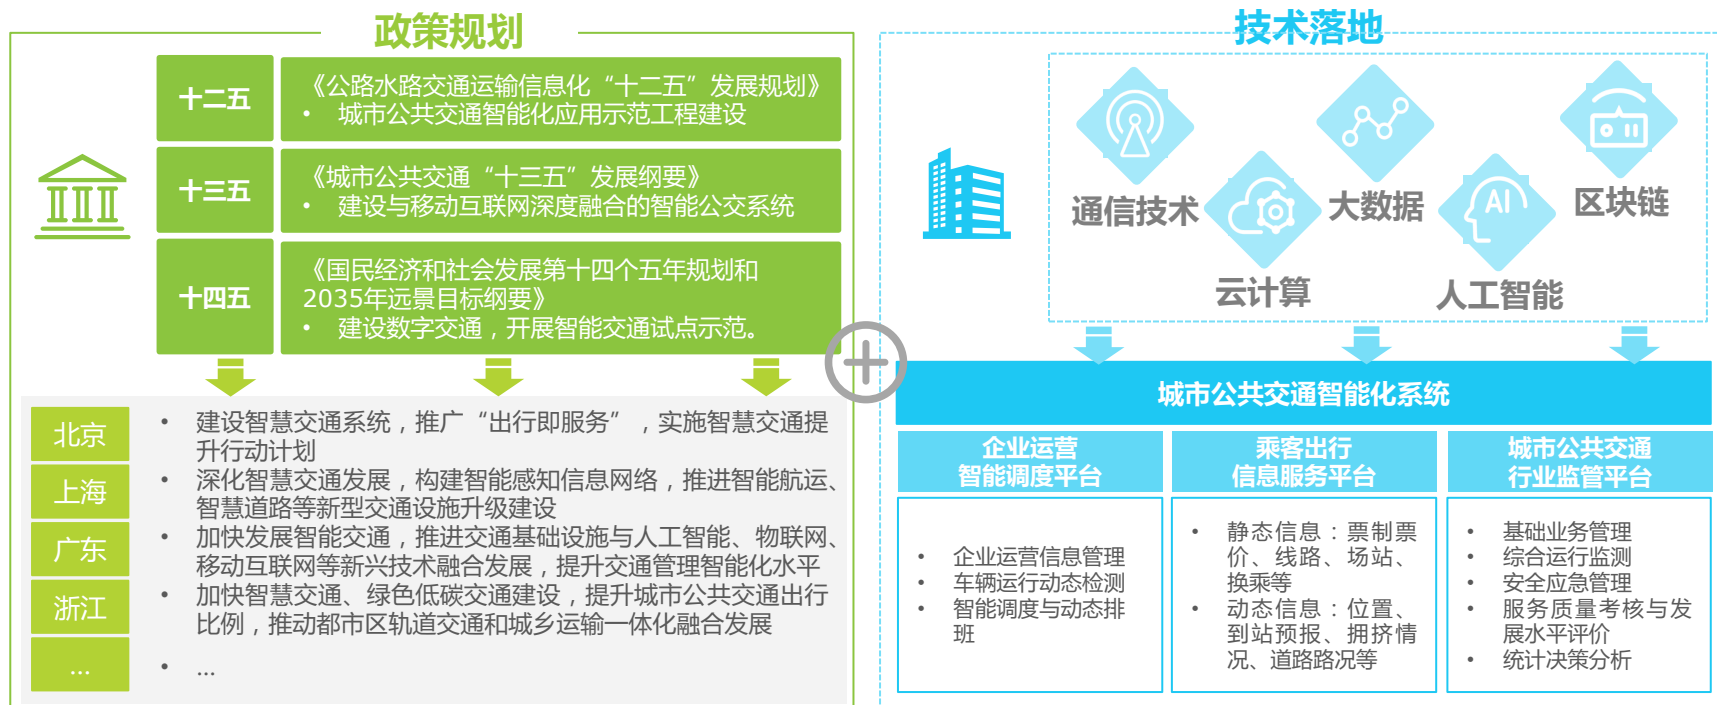 政策规划
十二五
《公路水路交通运输信息化“十二五”发展规划》
• 城市公共交通智能化应用示范工程建设
十三五
《城市公共交通“十三五”发展纲要》
• 建设与移动互联网深度融合的智能公交系统
十四五
《国民经济和社会发展第十四个五年规划和
2035年远景目标纲要》
• 建设数字交通，开展智能交通试点示范。
北京
• 建设智慧交通系统，推广“出行即服务”，实施智慧交通提
升行动计划
上海
• 深化智慧交通发展，构建智能感知信息网络，推进智能航运、
智慧道路等新型交通设施升级建设
广东
• 加快发展智能交通，推进交通基础设施与人工智能、物联网、
移动互联网等新兴技术融合发展，提升交通管理智能化水平
浙江
• 加快智慧交通、绿色低碳交通建设，提升城市公共交通出行
比例，推动都市区轨道交通和城乡运输一体化融合发展
...
• ...
技术落地
通信技术
云计算
大数据
AI
人工智能
区块链
城市公共交通智能化系统
企业运营
智能调度平台
• 企业运营信息管理
• 车辆运行动态检测
• 智能调度与动态排
班
乘客出行
信息服务平台
• 静态信息：票制票
价、线路、场站、
换乘等
• 动态信息：位置、
到站预报、拥挤情
况、道路路况等
城市公共交通
行业监管平台
• 基础业务管理
• 综合运行监测
• 安全应急管理
• 服务质量考核与发
展水平评价
• 统计决策分析